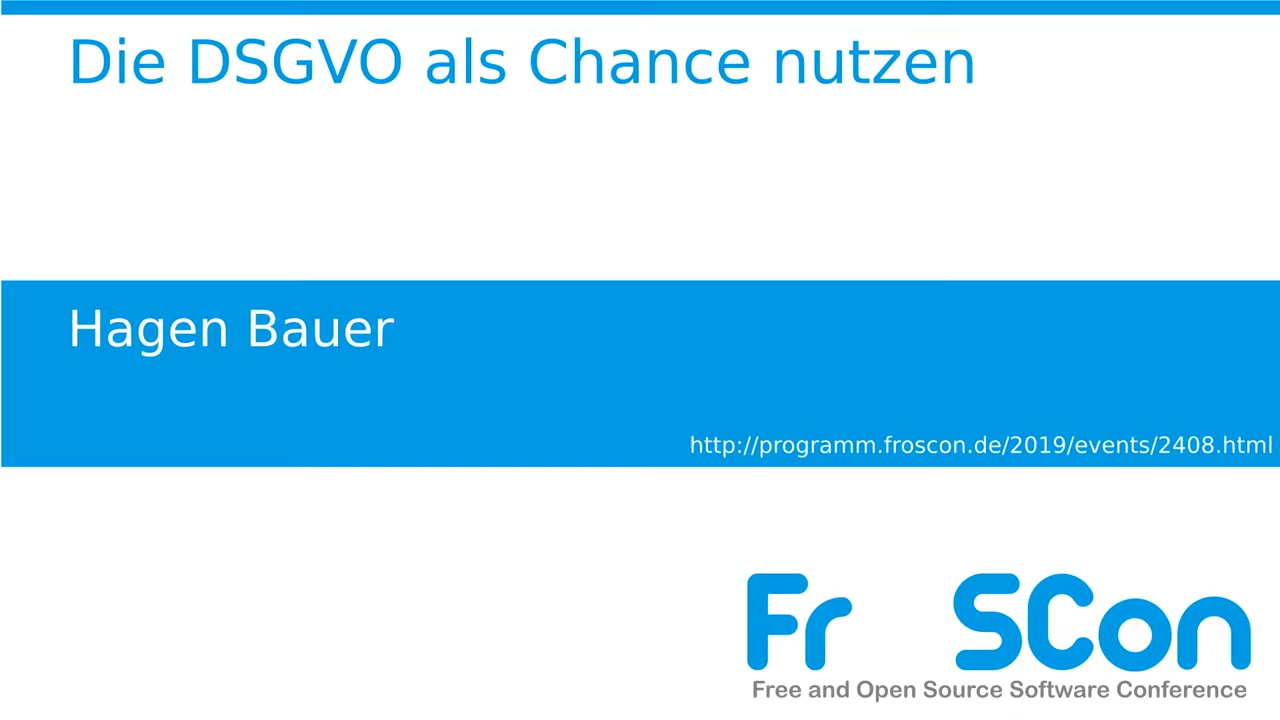 Die DSGVO als Chance nutzen
Hagen Bauer
http://programm.froscon.de/2019/events/2408.html
Fr SCon
Free and Open Source Software Conference